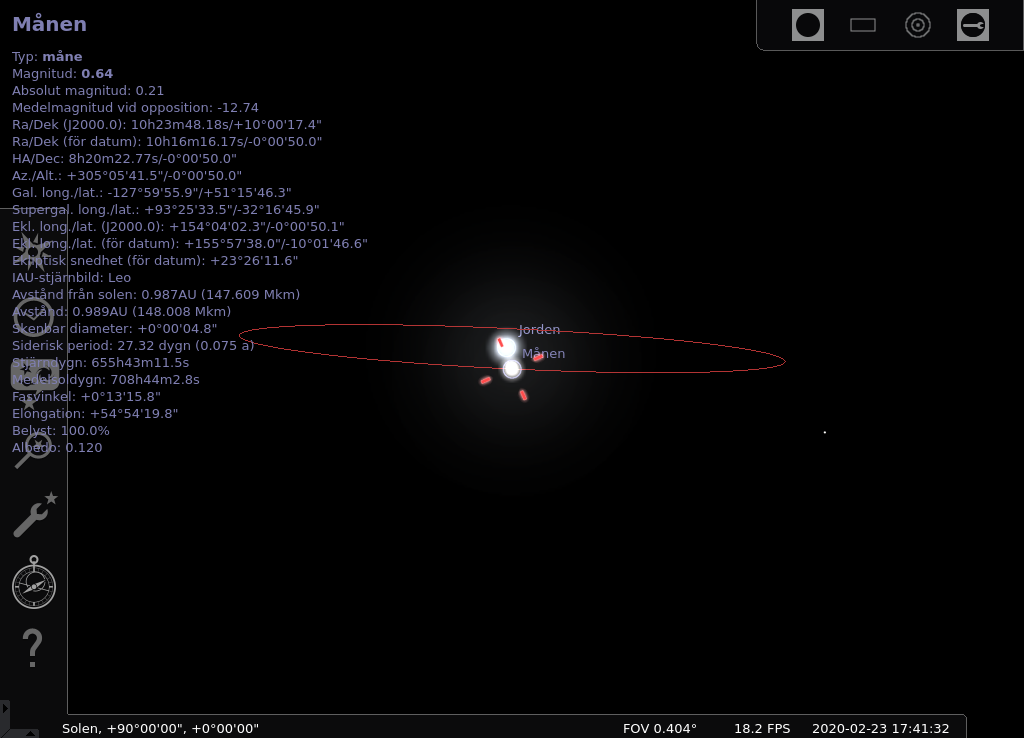 Månen
Typ: måne
Magnitud: 0.64
Absolut magnitud: 0.21
Medelmagnitud vid opposition: -12.74
Ra/Dek (J2000.0): 10h23m48.18s/+10°00'17.4"
Ra/Dek (för datum): 10h16m16.17s/-0°00'50.0"
HA/Dec: 8h20m22.77s/-0°00'50.0"
Az./Alt.: +305°05'41.5"/-0°00'50.0"
Gal. long./lat.: -127°59'55.9"/+51°15'46.3"
Supergal. long./lat.: +93°25'33.5"/-32°16'45.9"
Ekl. long./lat. (J2000.0): +154°04'02.3"/-0°00'50.1"
Ekl. long./lat. (för datum): +155°57'38.0"/-10°01'46.6"
Ekliptisk snedhet (för datum): +23°26'11.6"
IAU-stjärnbild: Leo
Avstånd från solen: 0.987AU (147.609 Mkm)
Avstånd: 0.989AU (148.008 Mkm)
Skenbar diameter: +0°00'04.8"
Siderisk period: 27.32 dygn (0.075 a)
Stjärndygn: 655h43m11.5s
Medelsoldygn: 708h44m2.8s
Fasvinkel: +0°13'15.8"
Elongation: +54°54'19.8"
Belyst: 100.0%
Albedo: 0.120
Jorden
Månen
Solen, +90°00'00", +0°00'00"
FOV 0.404°
18.2 FPS
2020-02-23 17:41:32